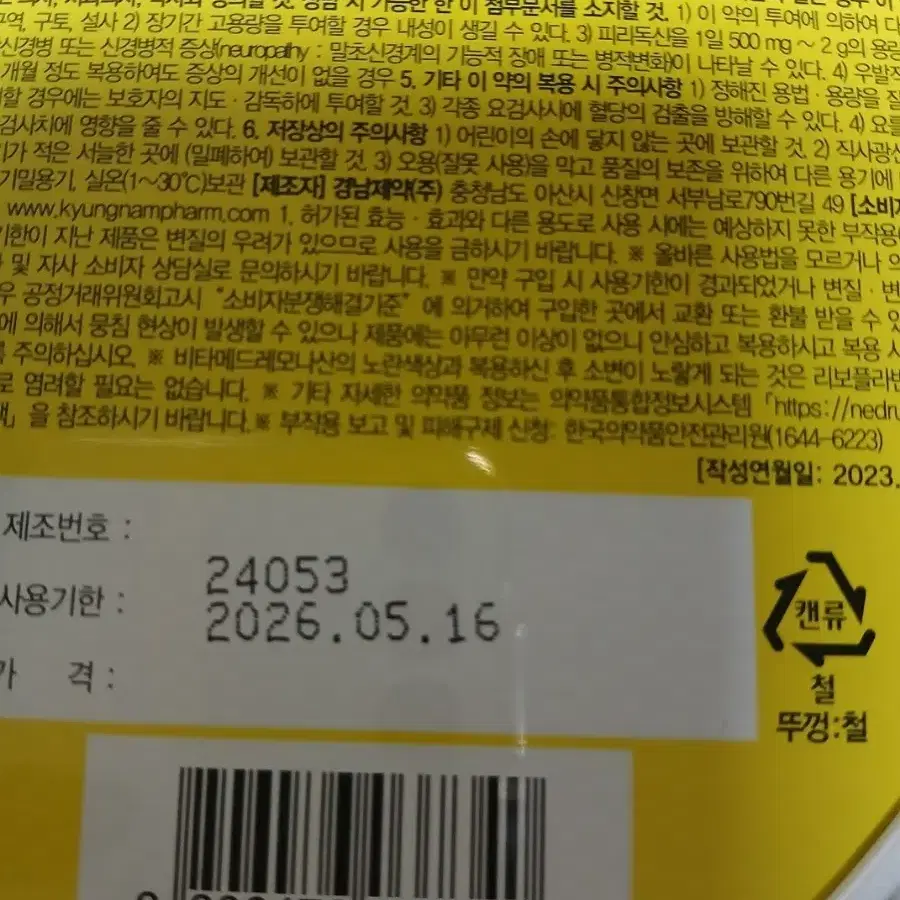 구역, 구토, 설사 2) 장기간 고용량을 투여할 경우 내성이 생길 수 있다. 3) 피리독신을 1일 500 mg ~ 2 g의 용량
말초신경병 또는 신경병적 증상(neuropathy : 말초신경계의 기능적 장애 또는 병적변화)이 나타날 수 있다. 4) 우발적
개월 정도 복용하여도 증상의 개선이 없을 경우 5. 기타 이 약의 복용 시 주의사항 1) 정해진 용법 · 용량을 잘
할 경우에는 보호자의 지도 · 감독하에 투여할 것. 3) 각종 요검사시에 혈당의 검출을 방해할 수 있다. 4) 요를
검사치에 영향을 줄 수 있다. 6. 저장상의 주의사항 1) 어린이의 손에 닿지 않는 곳에 보관할 것. 2) 직사광선
기가 적은 서늘한 곳에 (밀폐하여) 보관할 것. 3) 오용(잘못 사용)을 막고 품질의 보존을 위하여 다른 용기에
기밀용기, 실온(1~30℃)보관 [제조자] 경남제약(주) 충청남도 아산시 신창면 서부남로790번길 49 [소비자
www.kyungnampharm.com 1. 허가된 효능 · 효과와 다른 용도로 사용 시에는 예상하지 못한 부작용
기한이 지난 제품은 변질의 우려가 있으므로 사용을 금하시기 바랍니다. ※ 올바른 사용법을 모르거나 의
및 자사 소비자 상담실로 문의하시기 바랍니다. ※ 만약 구입 시 사용기한이 경과되었거나 변질 · 변
우 공정거래위원회고시 “소비자분쟁해결기준” 에 의거하여 구입한 곳에서 교환 또는 환불 받을 수 있
에 의해서 뭉침 현상이 발생할 수 있으나 제품에는 아무런 이상이 없으니 안심하고 복용하시고 복용 시
록 주의하십시오. ※ 비타메드레모나산의 노란색상과 복용하신 후 소변이 노랗게 되는 것은 리보플라빈
로 염려할 필요는 없습니다. ※ 기타 자세한 의약품 정보는 의약품통합정보시스템 「https://nedru
」 을 참조하시기 바랍니다.※ 부작용 보고 및 피해구제 신청: 한국의약품안전관리원(1644-6223)
[작성연월일: 2023.
제조번호 :
24053
사용기한 :
2026.05.16
가 격 :
캔류
철
뚜껑:철